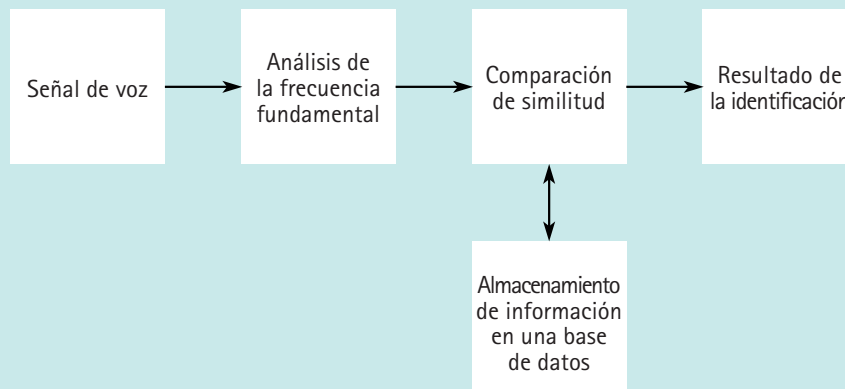 Señal de voz
Análisis de
la frecuencia
fundamental
Comparación
de similitud
Resultado de
la identificación
Almacenamiento
de información
en una base
de datos